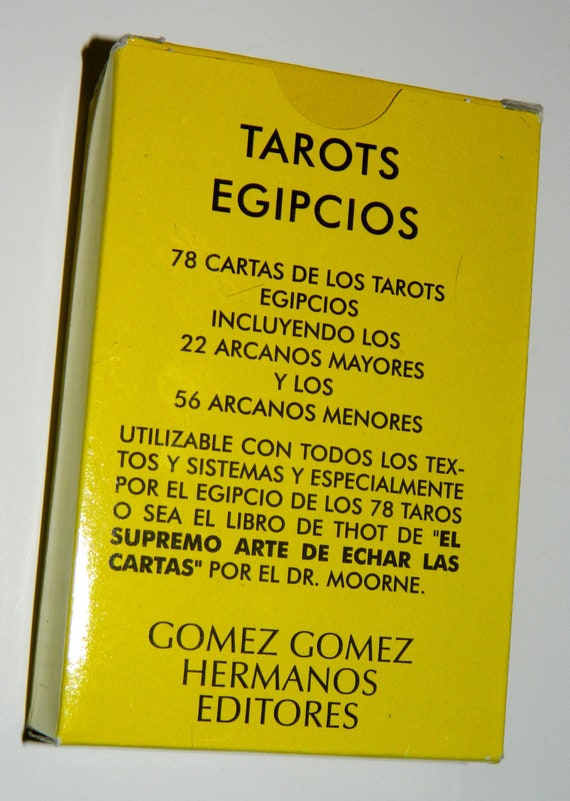 TAROTS
EGIPCIOS
78 CARTAS DE LOS TAROTS
EGIPCIOS
INCLUYENDO LOS
22 ARCANOS MAYORES
Y LOS
56 ARCANOS MENORES
UTILIZABLE CON TODOS LOS TEX-
TOS Y SISTEMAS Y ESPECIALMENTE
POR EL EGIPCIO DE LOS 78 TAROS
O SEA EL LIBRO DE THOT DE "EL
SUPREMO ARTE DE ECHAR LAS
CARTAS" POR EL DR. MOORNE.
GOMEZ GOMEZ
HERMANOS
EDITORES